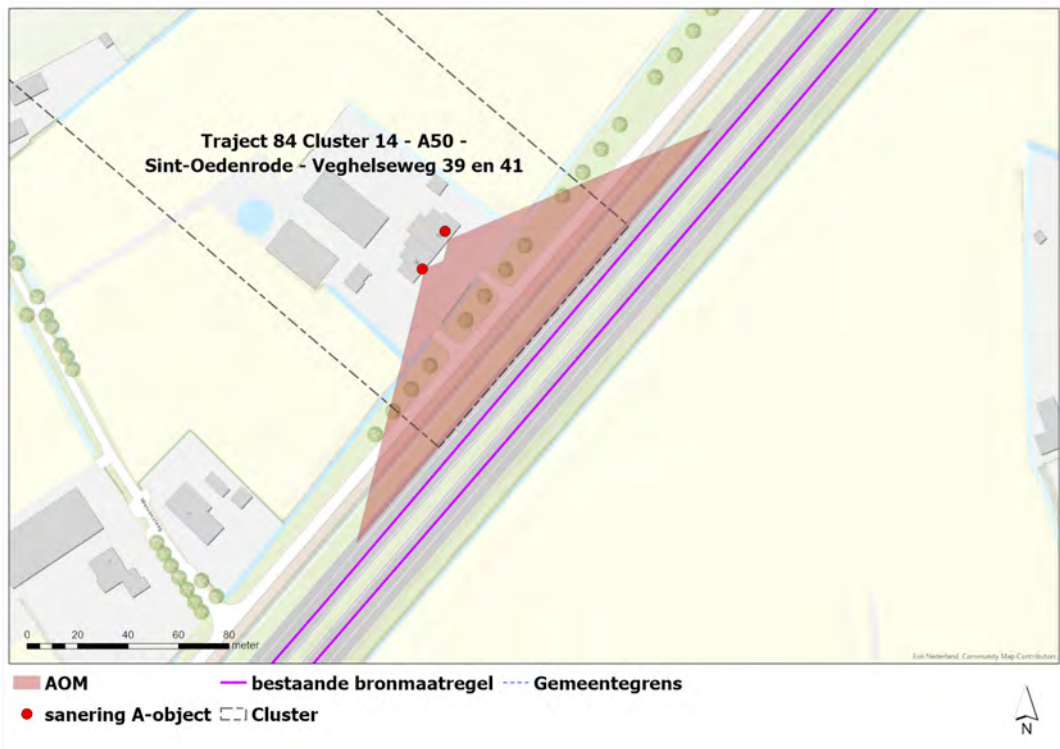 Traject 84 Cluster 14 - A50 -
Sint-Oedenrode - Veghelseweg 39 en 41
0 20 40 60 80
meter
Esri Nederland, Community Map Contributors
AOM
bestaande bronmaatregel
Gemeentegrens
sanering A-object
Cluster
N